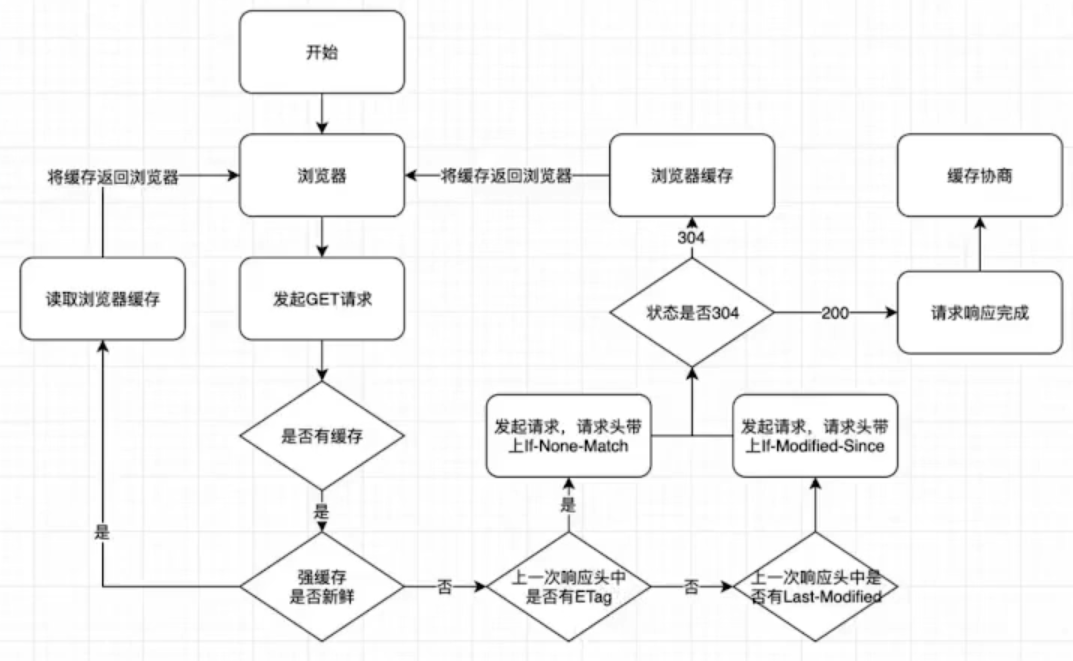 开始
将缓存返回浏览器
浏览器
将缓存返回浏览器
浏览器缓存
缓存协商
304
读取浏览器缓存
发起GET请求
状态是否304
200
请求响应完成
是否有缓存
发起请求，请求头带
上If-None-Match
发起请求，请求头带
上If-Modified-Since
是
是
是
强缓存
是否新鲜
否
上一次响应头中
是否有ETag
否
上一次响应头中是
否有Last-Modified